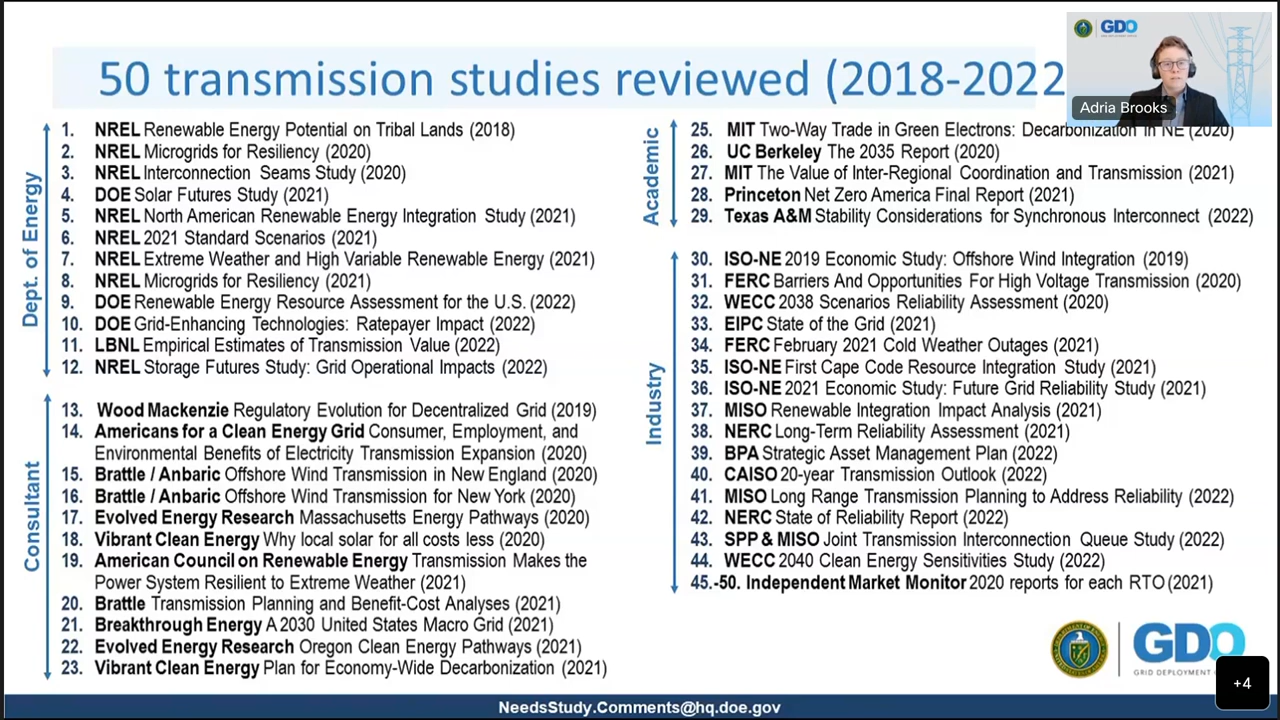 50 transmission studies reviewed (2018-2022
GDO
Adria Brooks
Dept. of Energy
1. NREL Renewable Energy Potential on Tribal Lands (2018)
2. NREL Microgrids for Resiliency (2020)
3. NREL Interconnection Seams Study (2020)
4. DOE Solar Futures Study (2021)
5. NREL North American Renewable Energy Integration Study (2021)
6. NREL 2021 Standard Scenarios (2021)
7. NREL Extreme Weather and High Variable Renewable Energy (2021)
8. NREL Microgrids for Resiliency (2021)
9. DOE Renewable Energy Resource Assessment for the U.S. (2022)
10. DOE Grid-Enhancing Technologies: Ratepayer Impact (2022)
11. LBNL Empirical Estimates of Transmission Value (2022)
12. NREL Storage Futures Study: Grid Operational Impacts (2022)
Consultant
13. Wood Mackenzie Regulatory Evolution for Decentralized Grid (2019)
14. Americans for a Clean Energy Grid Consumer, Employment, and
Environmental Benefits of Electricity Transmission Expansion (2020)
15. Brattle / Anbaric Offshore Wind Transmission in New England (2020)
16. Brattle / Anbaric Offshore Wind Transmission for New York (2020)
17. Evolved Energy Research Massachusetts Energy Pathways (2020)
18. Vibrant Clean Energy Why local solar for all costs less (2020)
19. American Council on Renewable Energy Transmission Makes the
Power System Resilient to Extreme Weather (2021)
20. Brattle Transmission Planning and Benefit-Cost Analyses (2021)
21. Breakthrough Energy A 2030 United States Macro Grid (2021)
22. Evolved Energy Research Oregon Clean Energy Pathways (2021)
23. Vibrant Clean Energy Plan for Economy-Wide Decarbonization (2021)
Academic
25. MIT Two-Way Trade in Green Electrons: Decarbonization in NE (2020)
26. UC Berkeley The 2035 Report (2020)
27. MIT The Value of Inter-Regional Coordination and Transmission (2021)
28. Princeton Net Zero America Final Report (2021)
29. Texas A&M Stability Considerations for Synchronous Interconnect (2022)
Industry
30. ISO-NE 2019 Economic Study: Offshore Wind Integration (2019)
31. FERC Barriers And Opportunities For High Voltage Transmission (2020)
32. WECC 2038 Scenarios Reliability Assessment (2020)
33. EIPC State of the Grid (2021)
34. FERC February 2021 Cold Weather Outages (2021)
35. ISO-NE First Cape Code Resource Integration Study (2021)
36. ISO-NE 2021 Economic Study: Future Grid Reliability Study (2021)
37. MISO Renewable Integration Impact Analysis (2021)
38. NERC Long-Term Reliability Assessment (2021)
39. BPA Strategic Asset Management Plan (2022)
40. CAISO 20-year Transmission Outlook (2022)
41. MISO Long Range Transmission Planning to Address Reliability (2022)
42. NERC State of Reliability Report (2022)
43. SPP & MISO Joint Transmission Interconnection Queue Study (2022)
44. WECC 2040 Clean Energy Sensitivities Study (2022)
45.-50. Independent Market Monitor 2020 reports for each RTO (2021)
GDO
GRID DEPLOYMENT
+4
NeedsStudy.Comments@hq.doe.gov